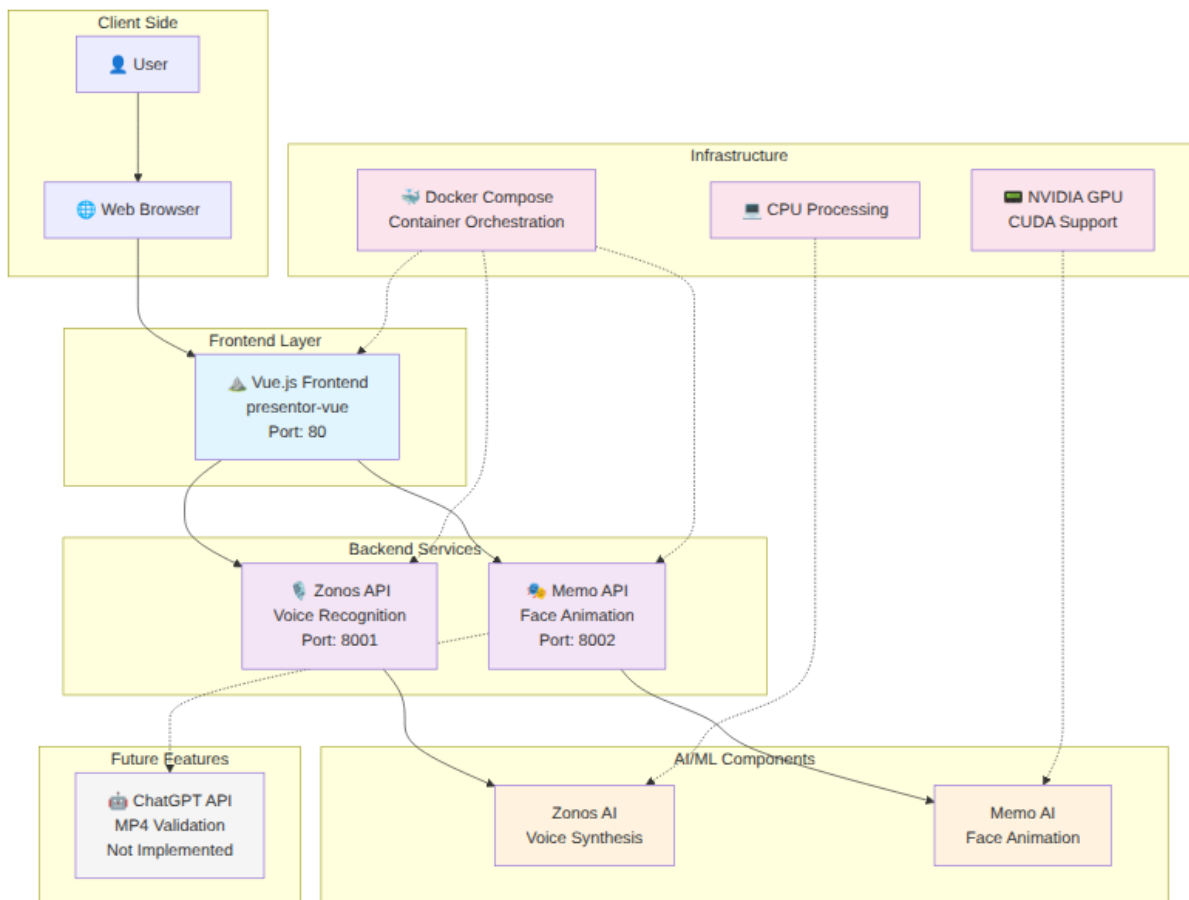 Client Side
👤 User
🌐 Web Browser
Infrastructure
🐳 Docker Compose
Container Orchestration
💻 CPU Processing
📟 NVIDIA GPU
CUDA Support
Frontend Layer
⛰️ Vue.js Frontend
presentor-vue
Port: 80
Backend Services
🎙️ Zonos API
Voice Recognition
Port: 8001
🎭 Memo API
Face Animation
Port: 8002
Future Features
🤖 ChatGPT API
MP4 Validation
Not Implemented
AI/ML Components
Zonos AI
Voice Synthesis
Memo AI
Face Animation